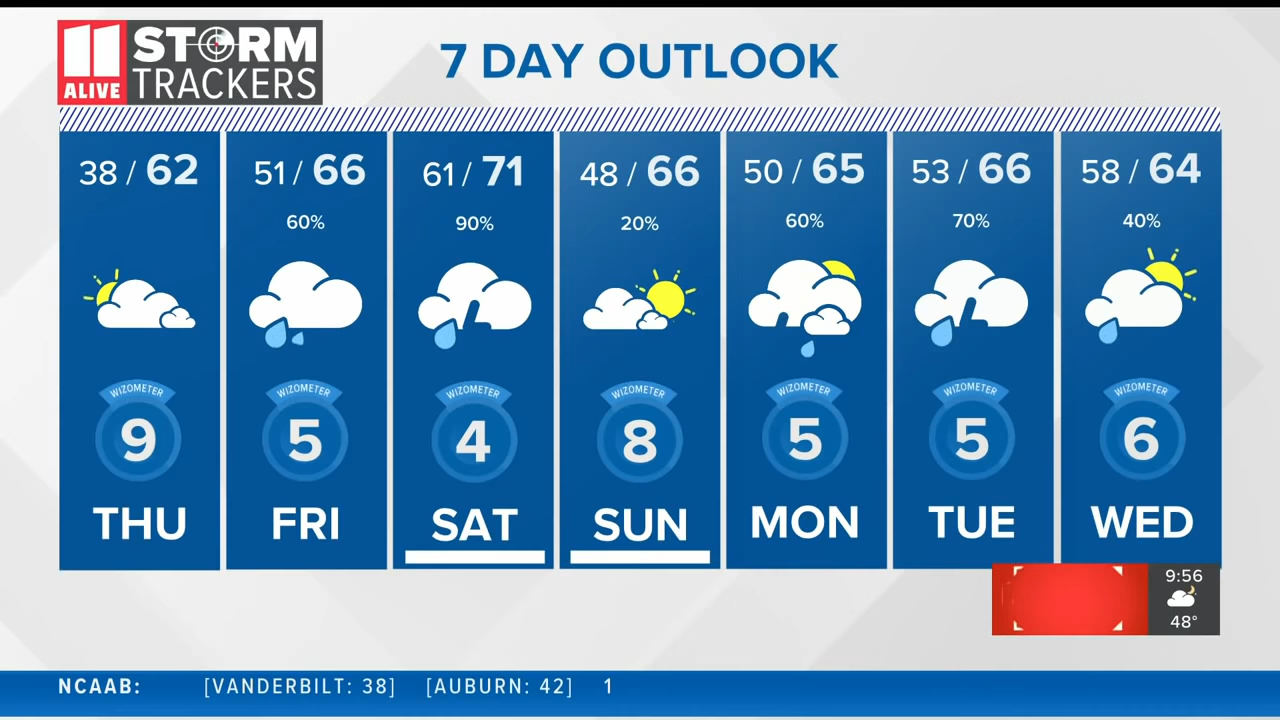 11 ALIVE
STORM TRACKERS
7 DAY OUTLOOK
38 / 62
51 / 66
61 / 71
48 / 66
50 / 65
53 / 66
58 / 64
60%
90%
20%
60%
70%
40%
WIZOMETER
WIZOMETER
WIZOMETER
WIZOMETER
WIZOMETER
WIZOMETER
WIZOMETER
9
5
4
8
5
5
6
THU
FRI
SAT
SUN
MON
TUE
WED
9:56
48°
NCAAB: [VANDERBILT: 38] [AUBURN: 42] 1